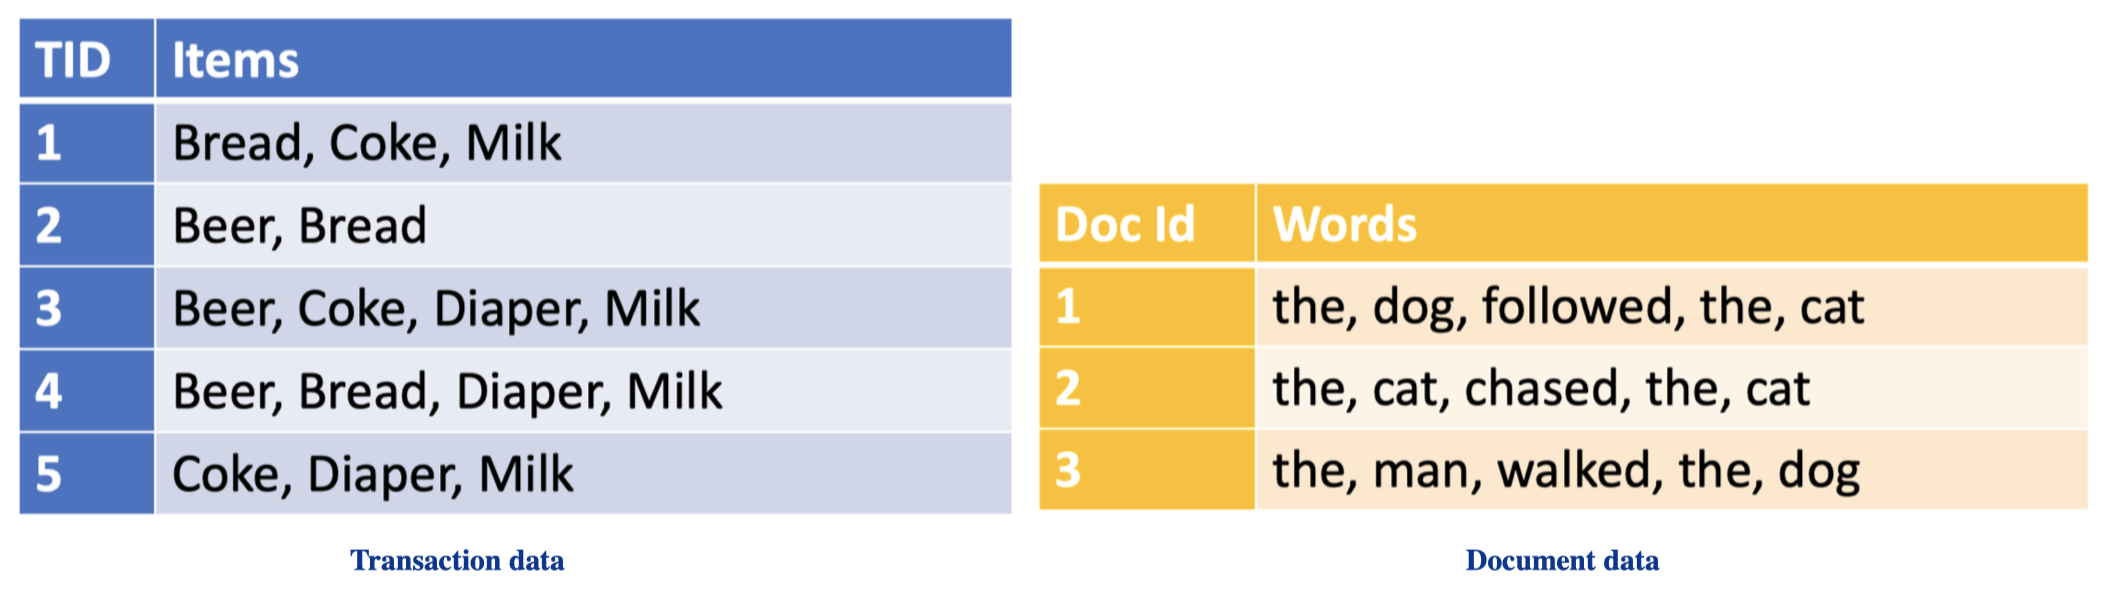 TID Items
1 Bread, Coke, Milk
2 Beer, Bread
3 Beer, Coke, Diaper, Milk
4 Beer, Bread, Diaper, Milk
5 Coke, Diaper, Milk
Transaction data
Doc Id Words
1 the, dog, followed, the, cat
2 the, cat, chased, the, cat
3 the, man, walked, the, dog
Document data